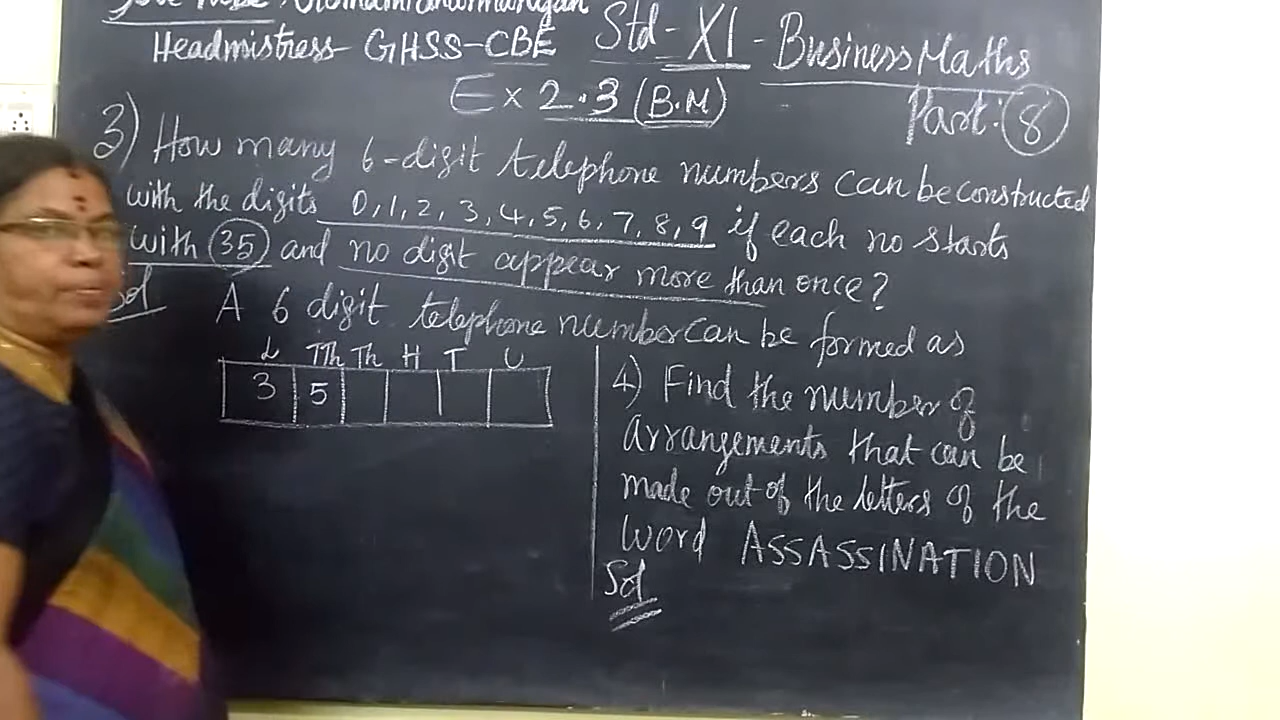 Headmistress GHSS-CBE Std-XI-Business Maths
Ex 2.3 (B.M) Part: 8
3) How many 6-digit telephone numbers can be constructed
with the digits 0,1,2,3,4,5,6,7,8,9 if each no starts
with 35 and no digit appear more than once?
Sol A 6 digit telephone number can be formed as
L TTh Th H T U
3 5
4) Find the number of
arrangements that can be
made out of the letters of the
word ASSASSINATION
Sol